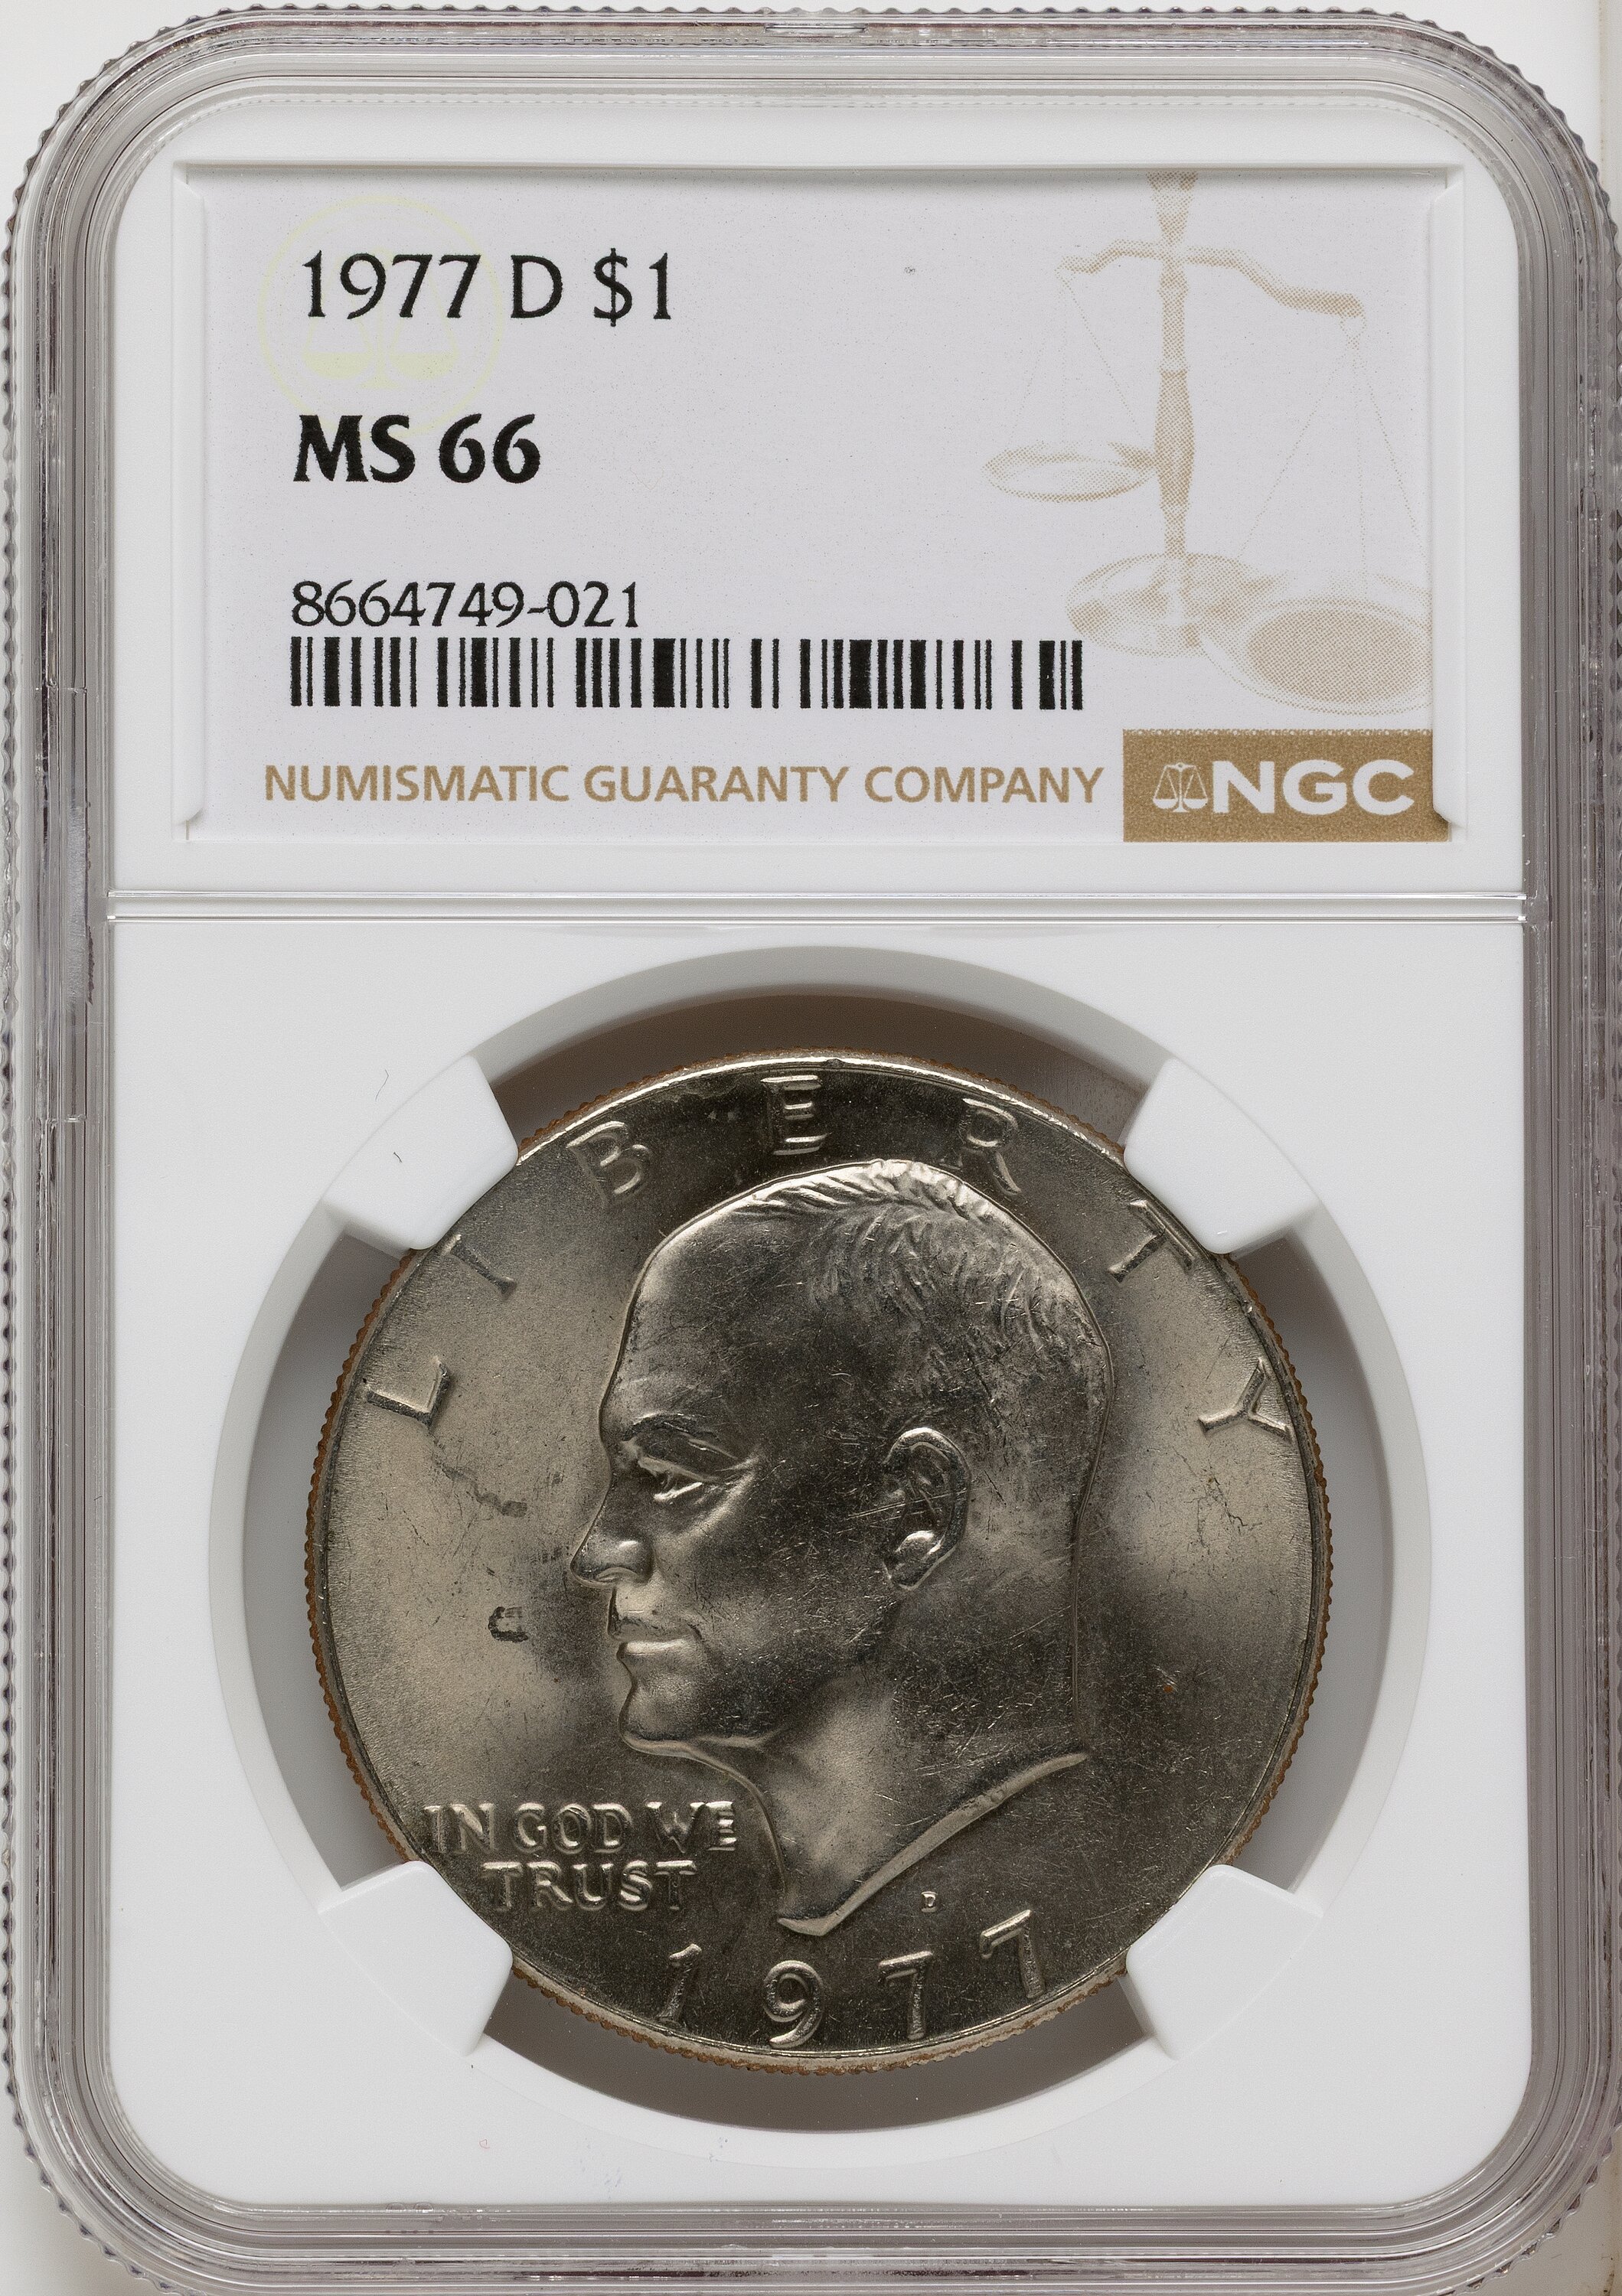 1977 D $1
MS 66
8664749-021
NUMISMATIC GUARANTY COMPANY
NGC
LIBERTY
IN GOD WE
TRUST
D
1977